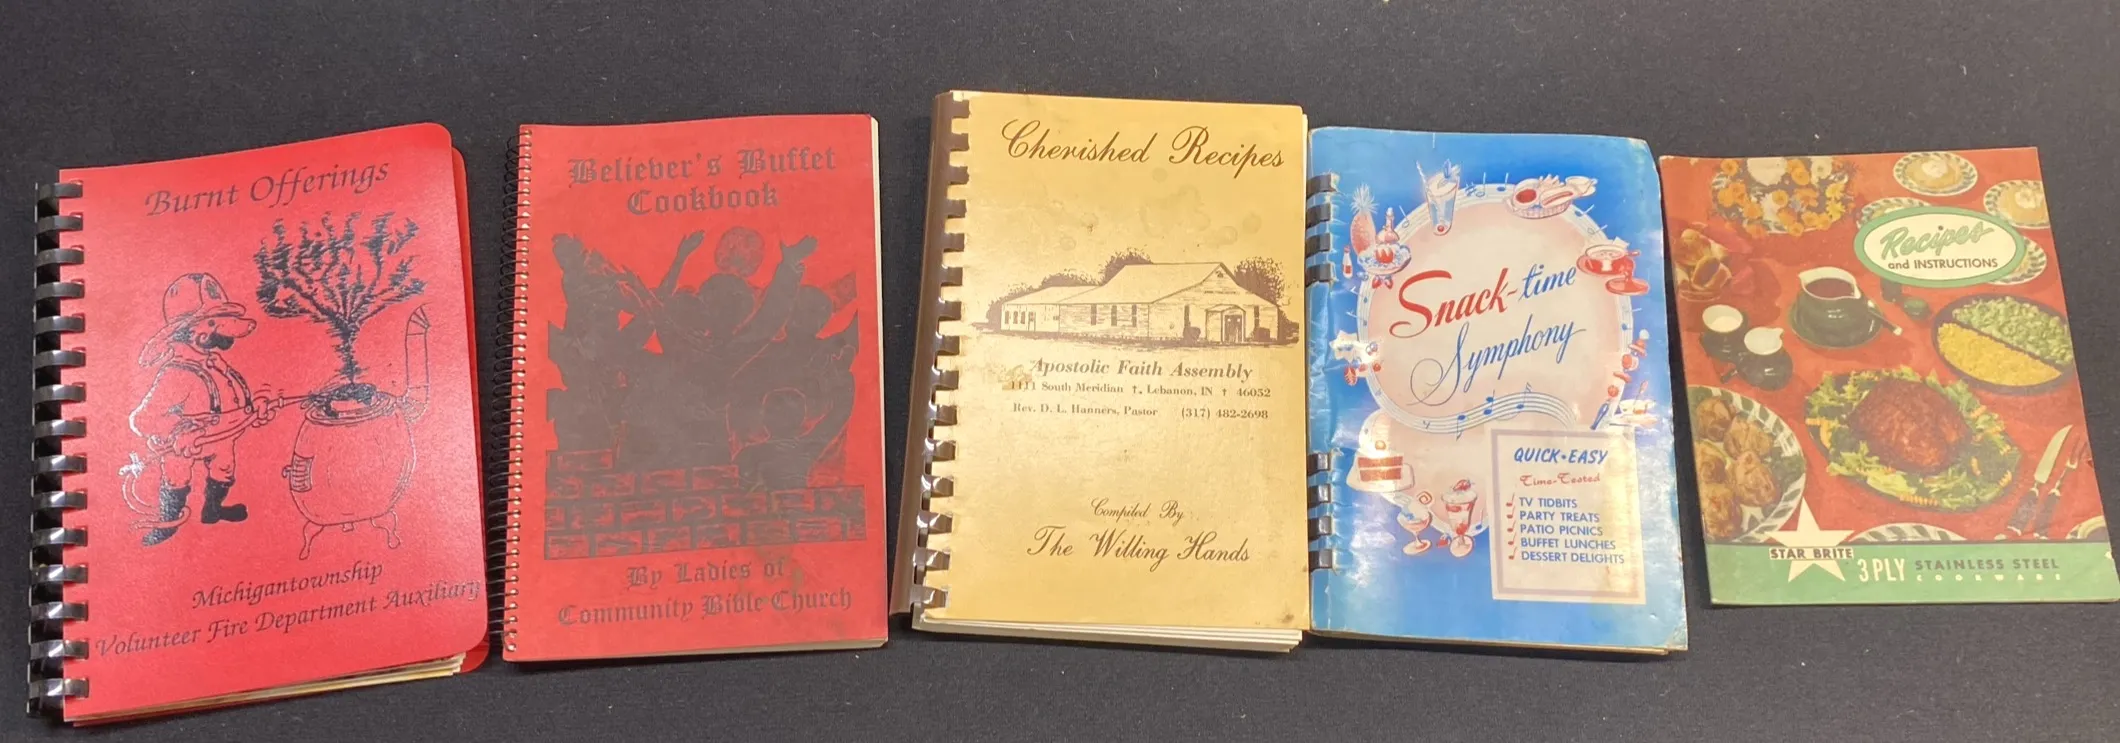 Burnt Offerings
Michigantownship
Volunteer Fire Department Auxiliary
Believer's Buffet
Cookbook
By Ladies of
Community Bible Church
Cherished Recipes
Apostolic Faith Assembly
1111 South Meridian †, Lebanon, IN † 46052
Rev. D. L. Hanners, Pastor (317) 482-2698
Compiled By
The Willing Hands
Snack-time
Symphony
QUICK-EASY
Time-Tested
TV TIDBITS
PARTY TREATS
PATIO PICNICS
BUFFET LUNCHES
DESSERT DELIGHTS
Recipes
and INSTRUCTIONS
STAR BRITE
3 PLY STAINLESS STEEL
COOKWARE